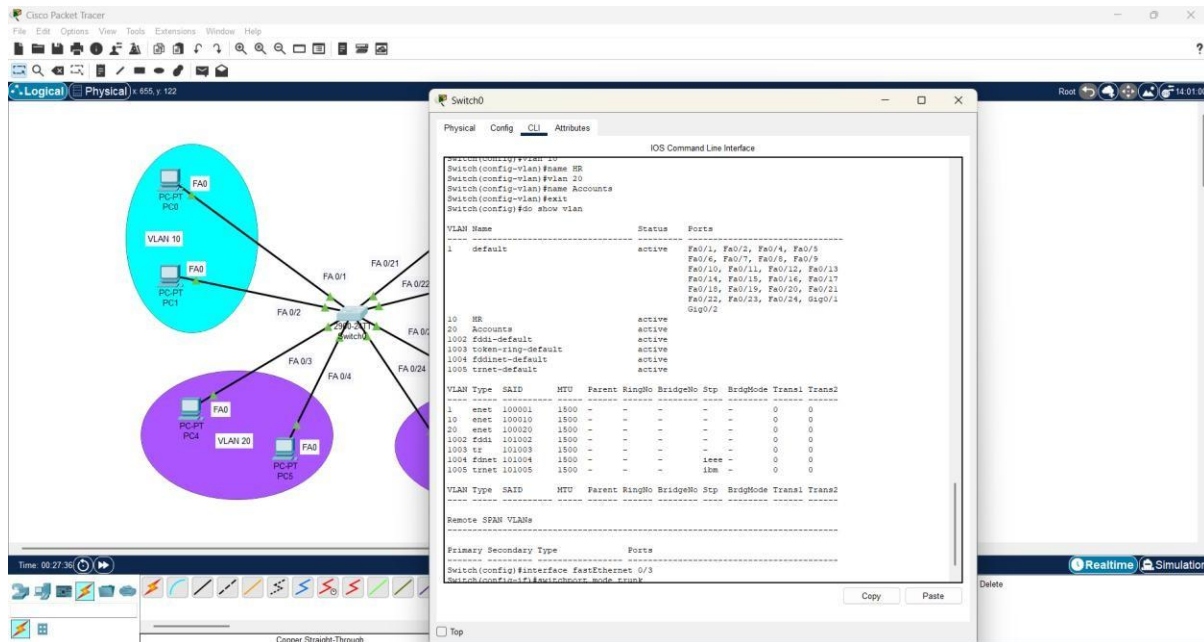 Cisco Packet Tracer
File Edit Options View Tools Extensions Window Help
?
Logical Physical x: 655, y: 122
Root 14:01:00
FA0
PC-PT
PC0
VLAN 10
FA0
PC-PT
PC1
FA 0/1
FA 0/2
FA 0/21
FA 0/22
2960-24TT
Switch0
FA 0/3
FA 0/4
FA 0/24
FA0
PC-PT
PC4
VLAN 20
FA0
PC-PT
PC5
Switch0
Physical Config CLI Attributes
IOS Command Line Interface
Switch(config)#vlan 10
Switch(config-vlan)#name HR
Switch(config-vlan)#vlan 20
Switch(config-vlan)#name Accounts
Switch(config-vlan)#exit
Switch(config)#do show vlan
VLAN Name Status Ports
---- -------------------------------- --------- -------------------------------
1 default active Fa0/1, Fa0/2, Fa0/4, Fa0/5
Fa0/6, Fa0/7, Fa0/8, Fa0/9
Fa0/10, Fa0/11, Fa0/12, Fa0/13
Fa0/14, Fa0/15, Fa0/16, Fa0/17
Fa0/18, Fa0/19, Fa0/20, Fa0/21
Fa0/22, Fa0/23, Fa0/24, Gig0/1
Gig0/2
10 HR active
20 Accounts active
1002 fddi-default active
1003 token-ring-default active
1004 fddinet-default active
1005 trnet-default active
VLAN Type SAID MTU Parent RingNo BridgeNo Stp BrdgMode Trans1 Trans2
---- ----- ---------- ----- ------ ------ -------- ---- -------- ------ ------
1 enet 100001 1500 - - - - - 0 0
10 enet 100010 1500 - - - - - 0 0
20 enet 100020 1500 - - - - - 0 0
1002 fddi 101002 1500 - - - - - 0 0
1003 tr 101003 1500 - - - - - 0 0
1004 fdnet 101004 1500 - - - ieee - 0 0
1005 trnet 101005 1500 - - - ibm - 0 0
VLAN Type SAID MTU Parent RingNo BridgeNo Stp BrdgMode Trans1 Trans2
---- ----- ---------- ----- ------ ------ -------- ---- -------- ------ ------
Remote SPAN VLANs
------------------------------------------------------------------------------
Primary Secondary Type Ports
------- --------- ----------------- ------------------------------------------
Switch(config)#interface fastEthernet 0/3
Switch(config-if)#switchport mode trunk
Copy Paste
Top
Time: 00:27:36
Realtime Simulation
Delete
Copper Straight-Through